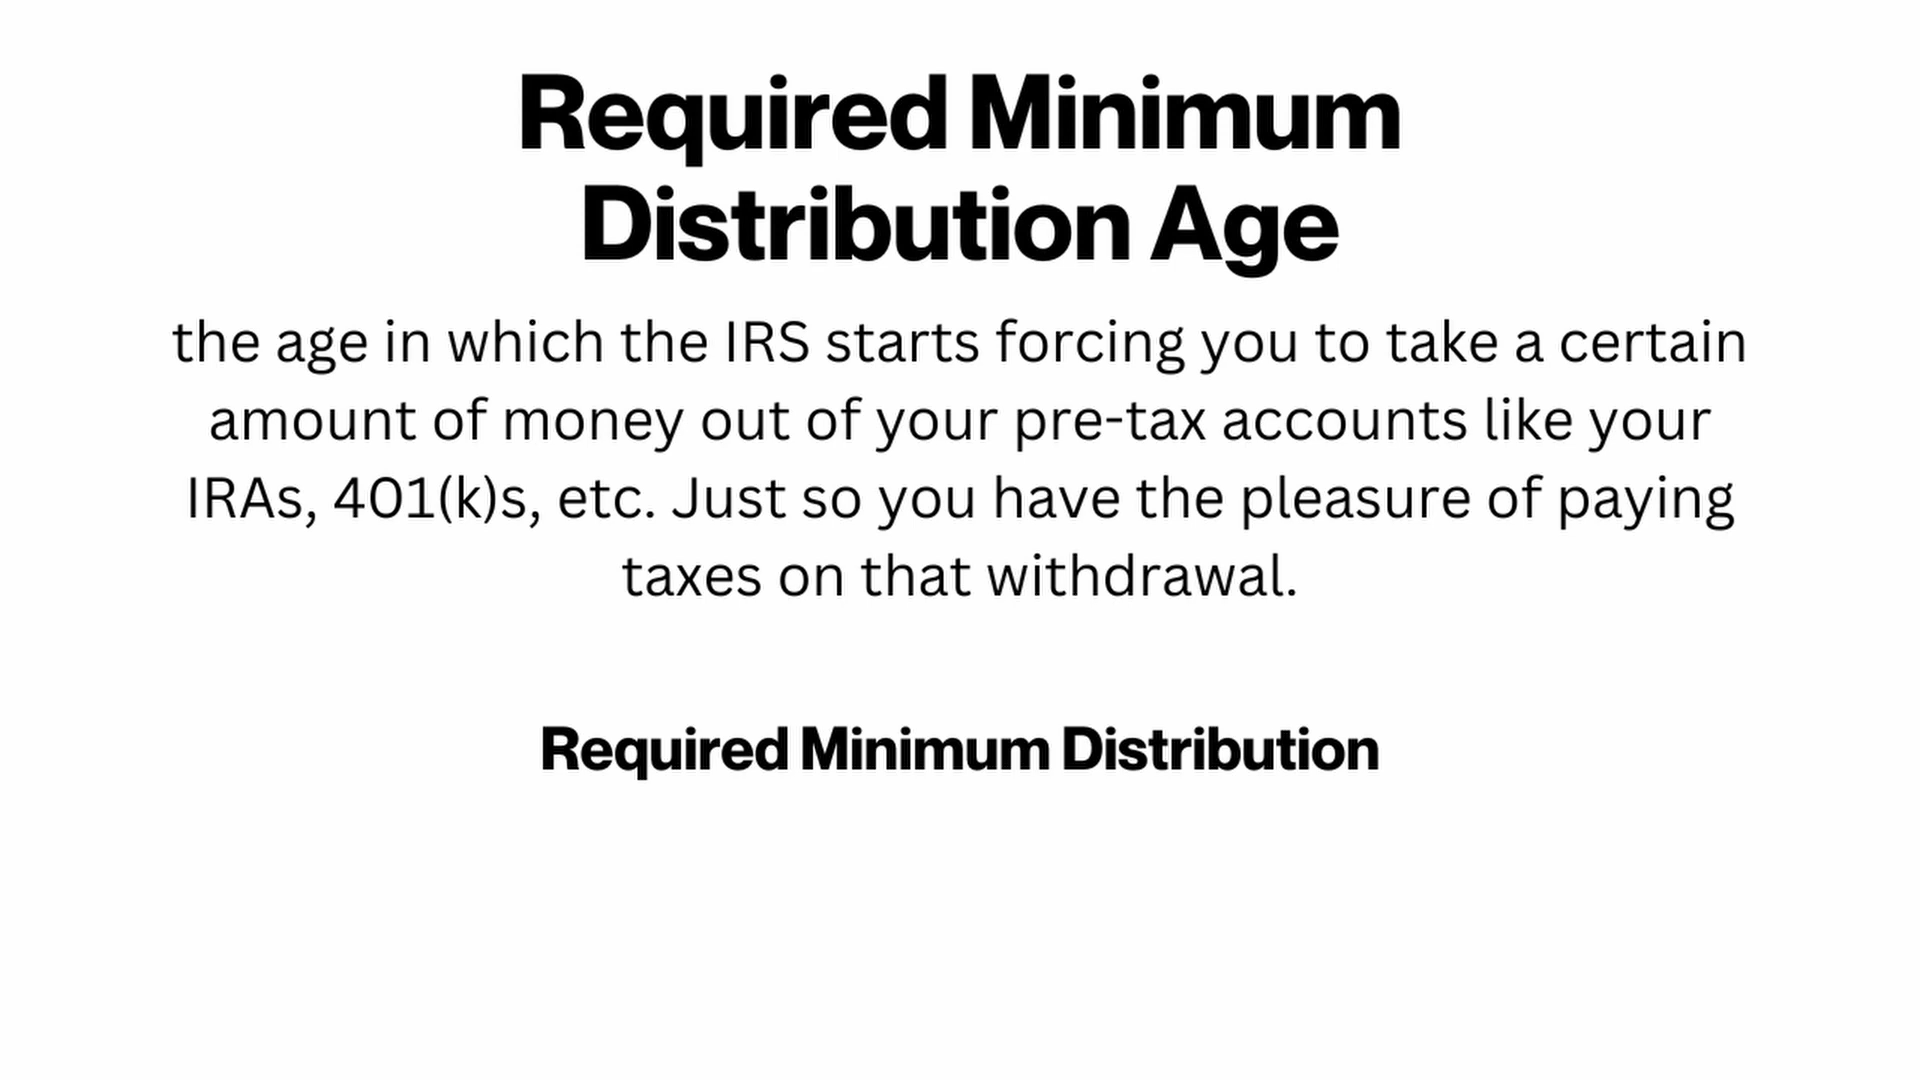 Required Minimum
Distribution Age
the age in which the IRS starts forcing you to take a certain
amount of money out of your pre-tax accounts like your
IRAs, 401(k)s, etc. Just so you have the pleasure of paying
taxes on that withdrawal.
Required Minimum Distribution